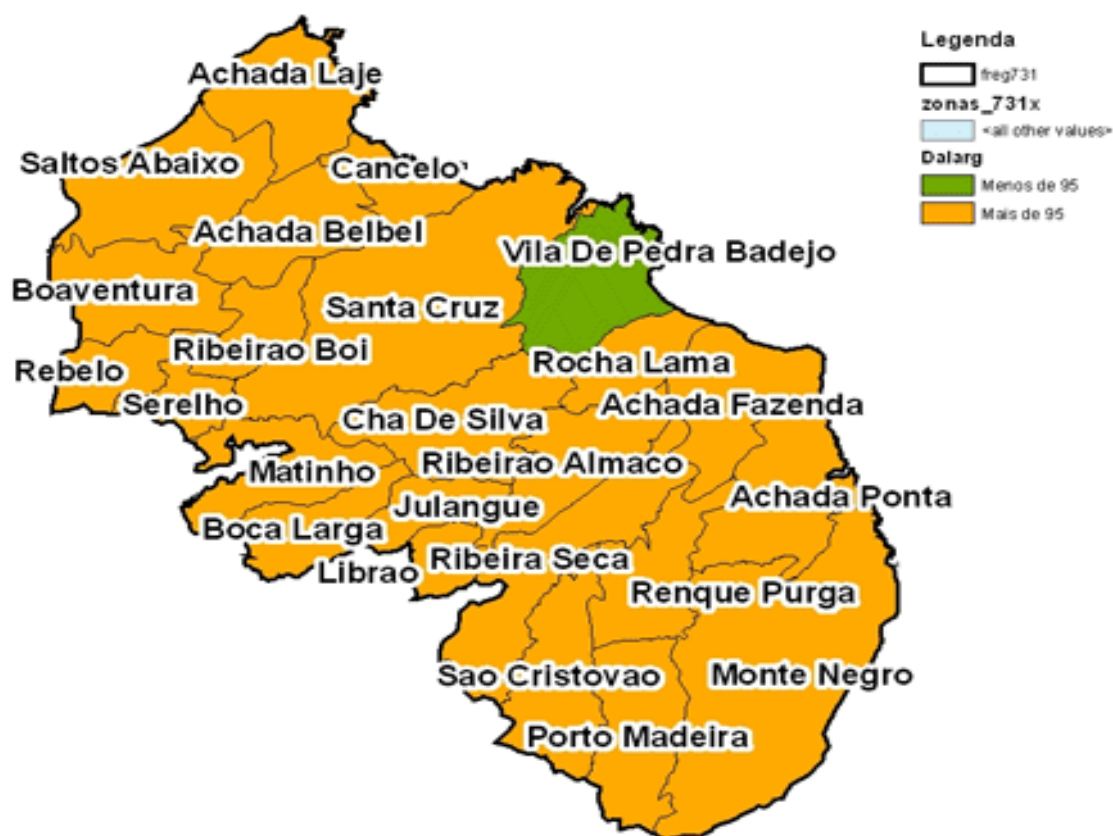 Legenda
freg731
zonas_731x
<all other values>
Dalarg
Menos de 95
Mais de 95
Achada Laje
Saltos Abaixo
Cancelo
Achada Belbel
Vila De Pedra Badejo
Boaventura
Santa Cruz
Ribeirao Boi
Rocha Lama
Rebelo
Serelho
Achada Fazenda
Cha De Silva
Ribeirao Almaco
Matinho
Achada Ponta
Julangue
Boca Larga
Ribeira Seca
Librao
Renque Purga
Sao Cristovao
Monte Negro
Porto Madeira